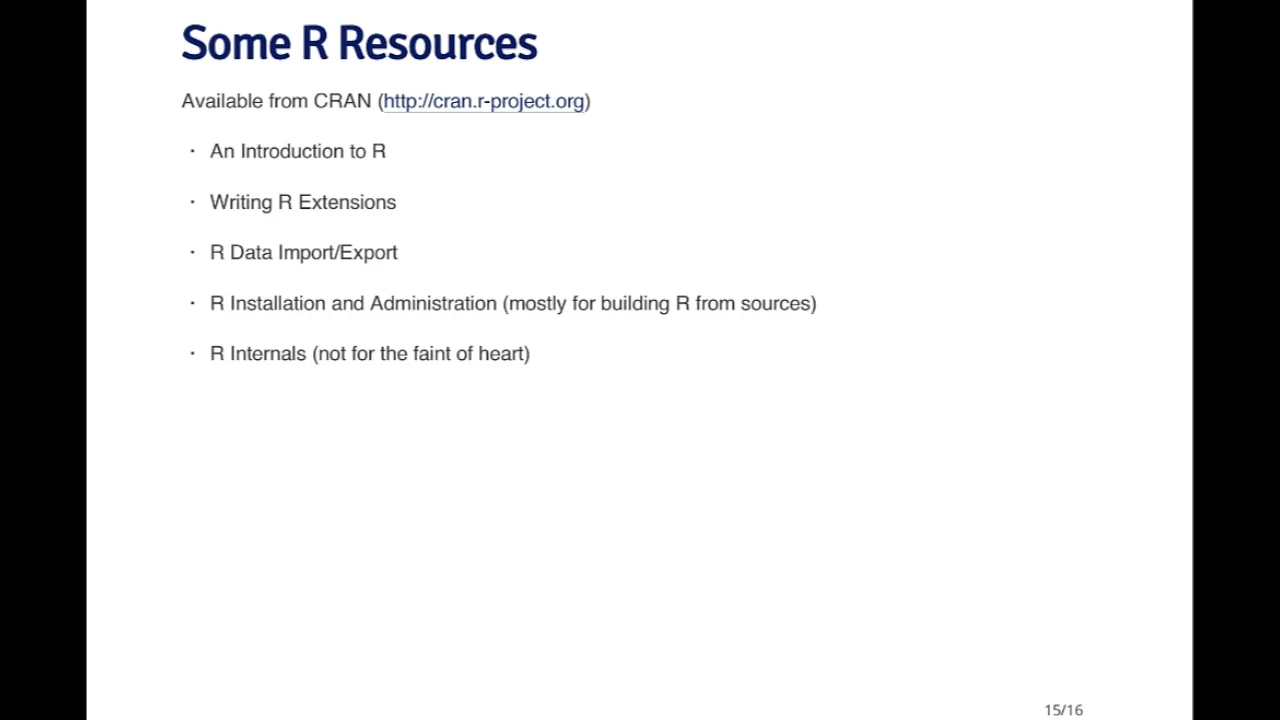 Some R Resources
Available from CRAN (http://cran.r-project.org)
· An Introduction to R
· Writing R Extensions
· R Data Import/Export
· R Installation and Administration (mostly for building R from sources)
· R Internals (not for the faint of heart)
15/16